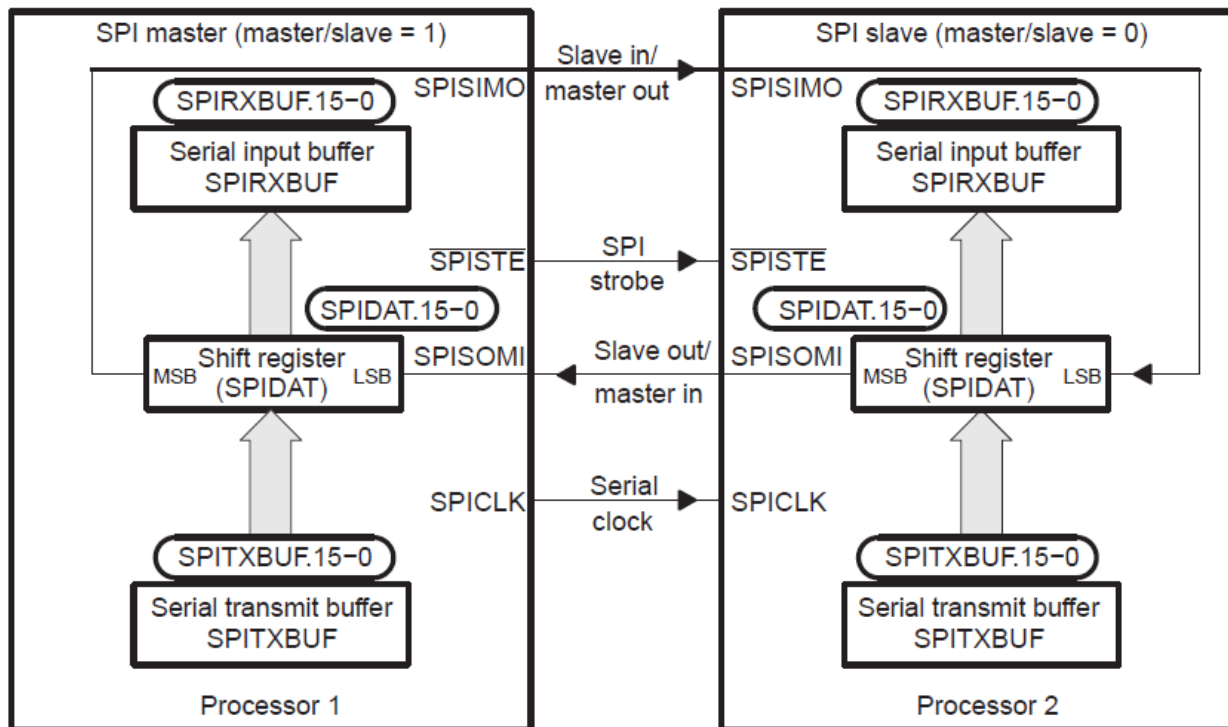 SPI master (master/slave = 1)
SPIRXBUF.15−0
Serial input buffer
SPIRXBUF
SPISIMO
SPISTE
SPIDAT.15−0
Shift register
(SPIDAT)
MSB
LSB
SPISOMI
SPICLK
SPITXBUF.15−0
Serial transmit buffer
SPITXBUF
Processor 1
Slave in/
master out
SPI
strobe
Slave out/
master in
Serial
clock
SPI slave (master/slave = 0)
SPISIMO
SPIRXBUF.15−0
Serial input buffer
SPIRXBUF
SPISTE
SPIDAT.15−0
SPISOMI
Shift register
(SPIDAT)
MSB
LSB
SPICLK
SPITXBUF.15−0
Serial transmit buffer
SPITXBUF
Processor 2